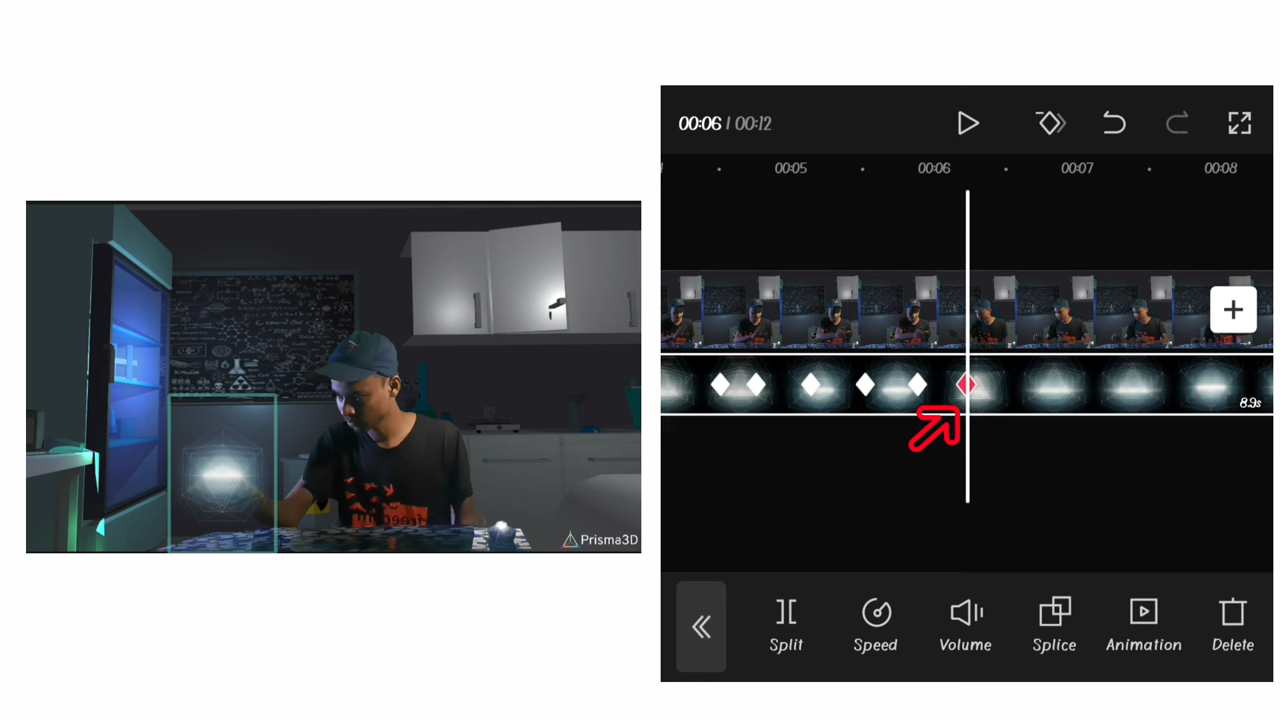 00:06 / 00:12
00:05
00:06
00:07
00:08
8.9s
freedom
Prisma3D
Split
Speed
Volume
Splice
Animation
Delete